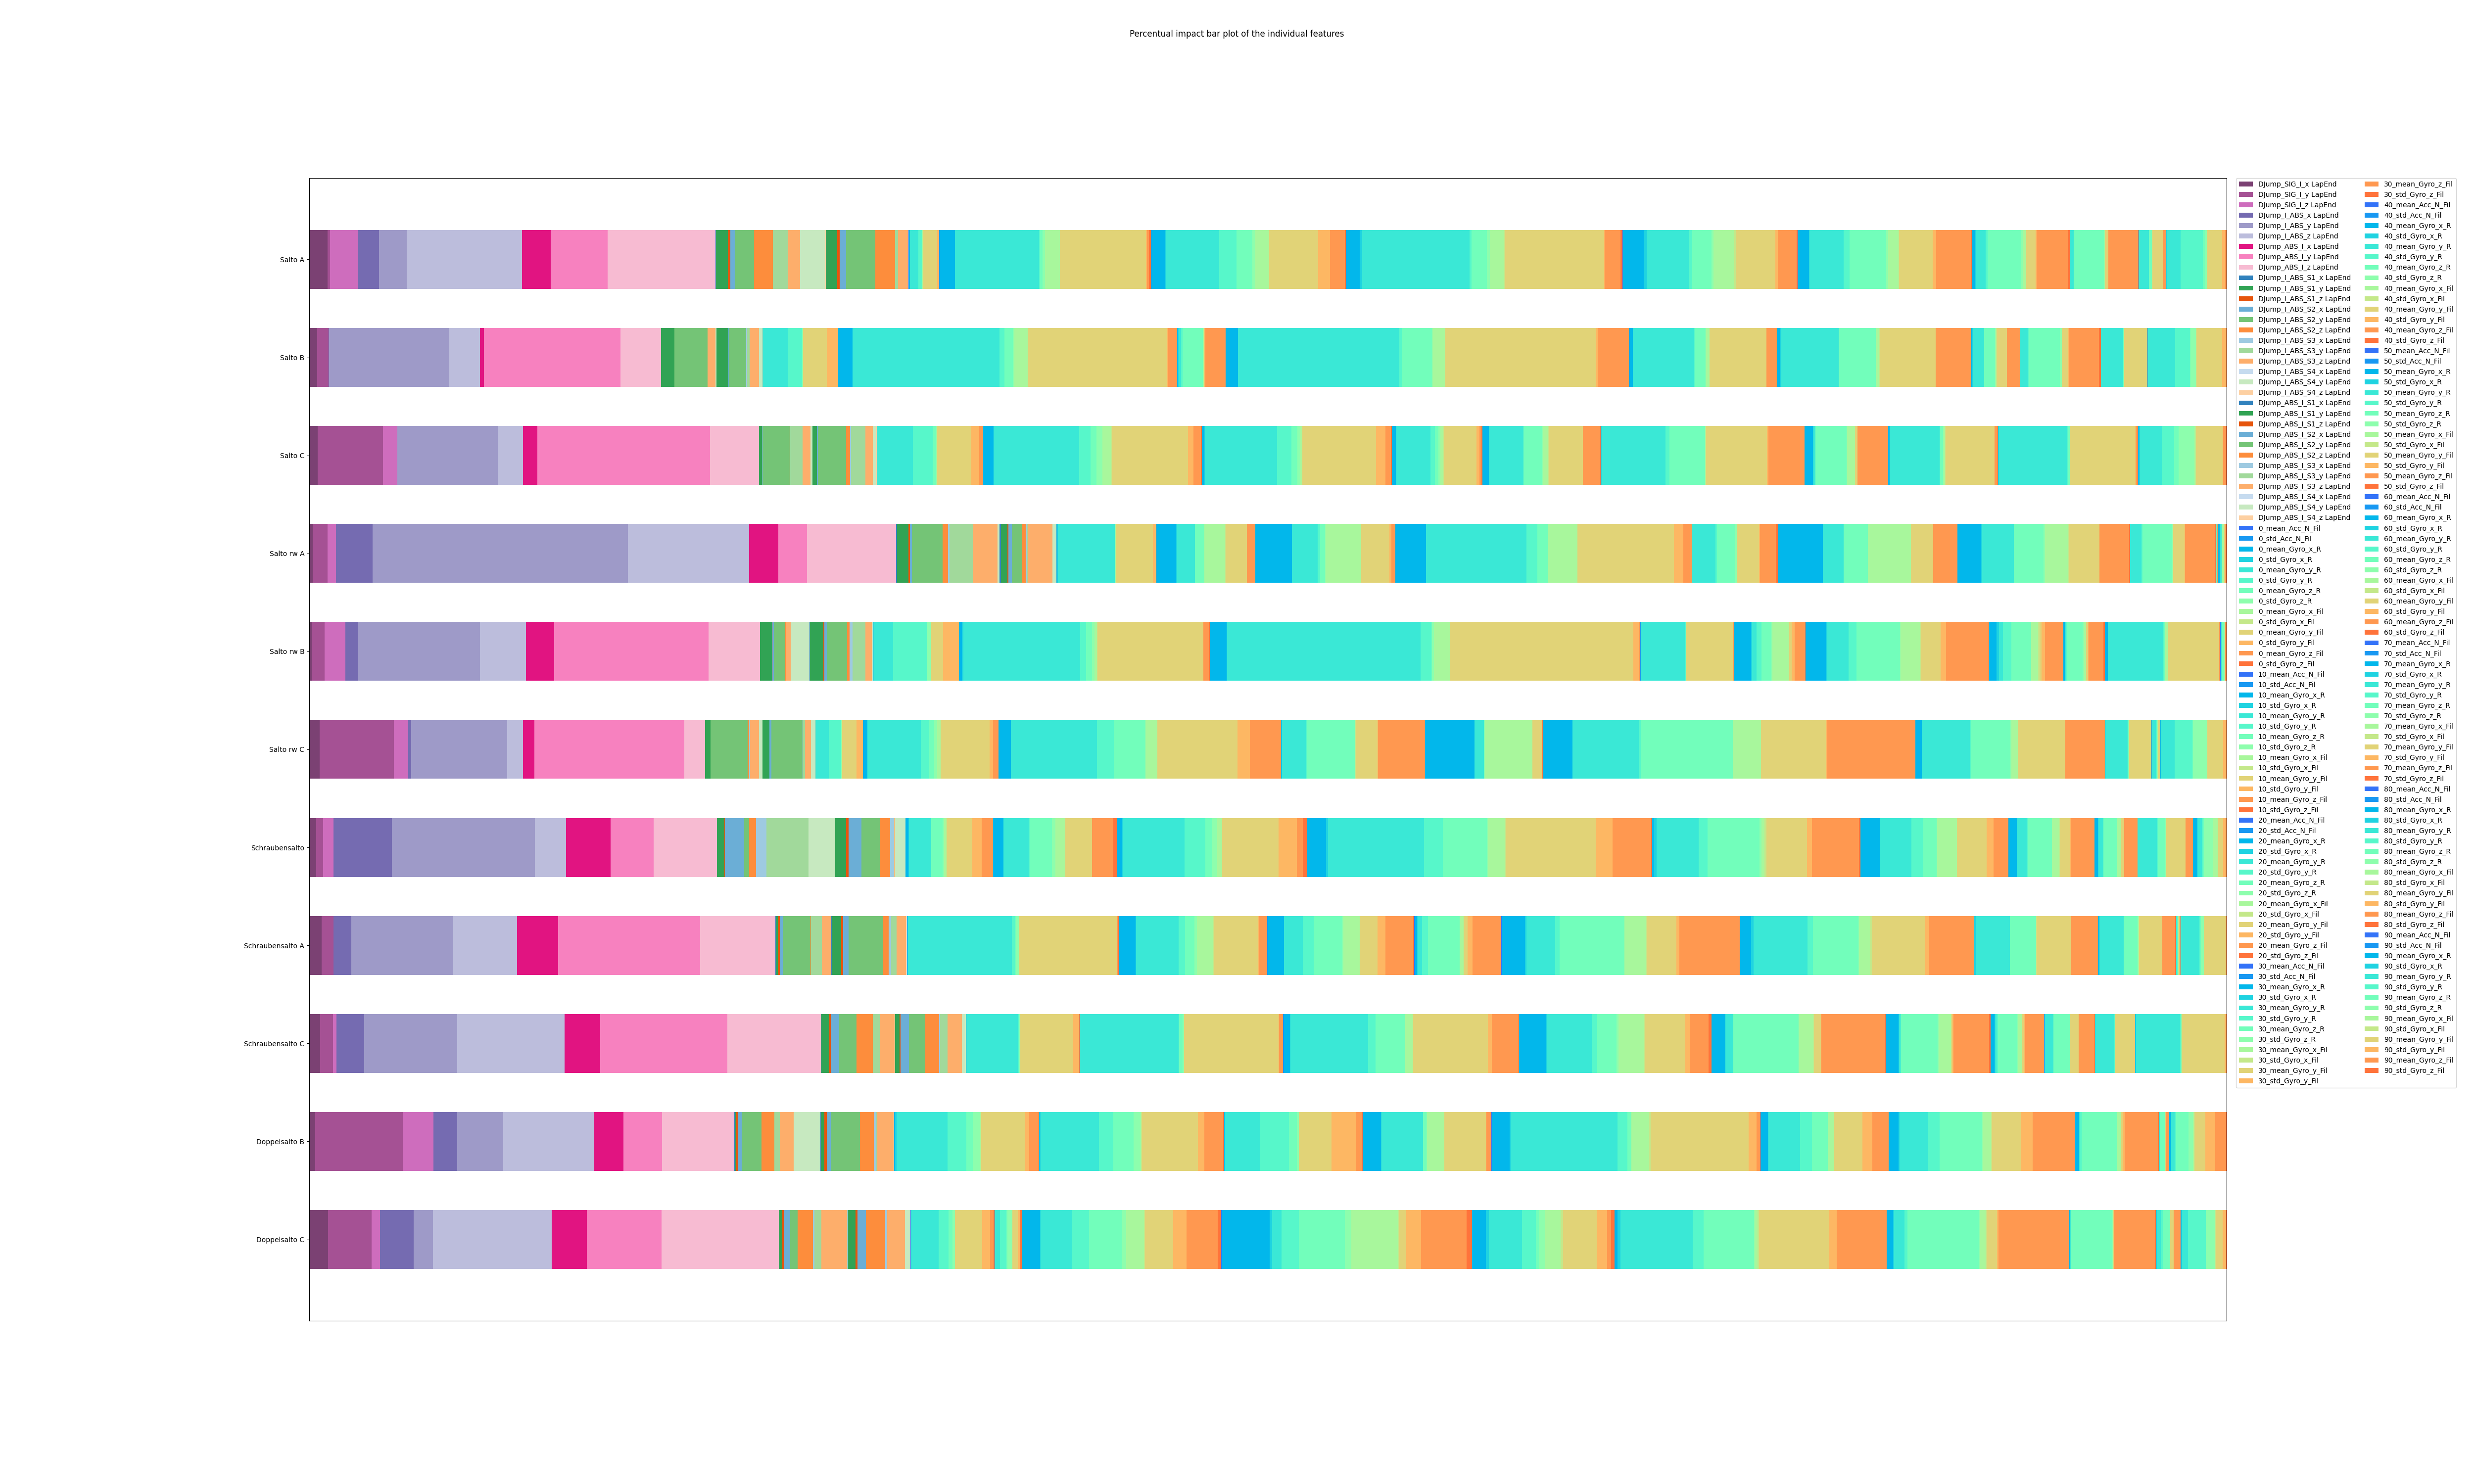 Percentual impact bar plot of the individual features
Salto A
Salto B
Salto C
Salto rw A
Salto rw B
Salto rw C
Schraubensalto
Schraubensalto A
Schraubensalto C
Doppelsalto B
Doppelsalto C
DJump_SIG_I_x LapEnd
DJump_SIG_I_y LapEnd
DJump_SIG_I_z LapEnd
DJump_I_ABS_x LapEnd
DJump_I_ABS_y LapEnd
DJump_I_ABS_z LapEnd
DJump_ABS_I_x LapEnd
DJump_ABS_I_y LapEnd
DJump_ABS_I_z LapEnd
DJump_I_ABS_S1_x LapEnd
DJump_I_ABS_S1_y LapEnd
DJump_I_ABS_S1_z LapEnd
DJump_I_ABS_S2_x LapEnd
DJump_I_ABS_S2_y LapEnd
DJump_I_ABS_S2_z LapEnd
DJump_I_ABS_S3_x LapEnd
DJump_I_ABS_S3_y LapEnd
DJump_I_ABS_S3_z LapEnd
DJump_I_ABS_S4_x LapEnd
DJump_I_ABS_S4_y LapEnd
DJump_I_ABS_S4_z LapEnd
DJump_ABS_I_S1_x LapEnd
DJump_ABS_I_S1_y LapEnd
DJump_ABS_I_S1_z LapEnd
DJump_ABS_I_S2_x LapEnd
DJump_ABS_I_S2_y LapEnd
DJump_ABS_I_S2_z LapEnd
DJump_ABS_I_S3_x LapEnd
DJump_ABS_I_S3_y LapEnd
DJump_ABS_I_S3_z LapEnd
DJump_ABS_I_S4_x LapEnd
DJump_ABS_I_S4_y LapEnd
DJump_ABS_I_S4_z LapEnd
0_mean_Acc_N_Fil
0_std_Acc_N_Fil
0_mean_Gyro_x_R
0_std_Gyro_x_R
0_mean_Gyro_y_R
0_std_Gyro_y_R
0_mean_Gyro_z_R
0_std_Gyro_z_R
0_mean_Gyro_x_Fil
0_std_Gyro_x_Fil
0_mean_Gyro_y_Fil
0_std_Gyro_y_Fil
0_mean_Gyro_z_Fil
0_std_Gyro_z_Fil
10_mean_Acc_N_Fil
10_std_Acc_N_Fil
10_mean_Gyro_x_R
10_std_Gyro_x_R
10_mean_Gyro_y_R
10_std_Gyro_y_R
10_mean_Gyro_z_R
10_std_Gyro_z_R
10_mean_Gyro_x_Fil
10_std_Gyro_x_Fil
10_mean_Gyro_y_Fil
10_std_Gyro_y_Fil
10_mean_Gyro_z_Fil
10_std_Gyro_z_Fil
20_mean_Acc_N_Fil
20_std_Acc_N_Fil
20_mean_Gyro_x_R
20_std_Gyro_x_R
20_mean_Gyro_y_R
20_std_Gyro_y_R
20_mean_Gyro_z_R
20_std_Gyro_z_R
20_mean_Gyro_x_Fil
20_std_Gyro_x_Fil
20_mean_Gyro_y_Fil
20_std_Gyro_y_Fil
20_mean_Gyro_z_Fil
20_std_Gyro_z_Fil
30_mean_Acc_N_Fil
30_std_Acc_N_Fil
30_mean_Gyro_x_R
30_std_Gyro_x_R
30_mean_Gyro_y_R
30_std_Gyro_y_R
30_mean_Gyro_z_R
30_std_Gyro_z_R
30_mean_Gyro_x_Fil
30_std_Gyro_x_Fil
30_mean_Gyro_y_Fil
30_std_Gyro_y_Fil
30_mean_Gyro_z_Fil
30_std_Gyro_z_Fil
40_mean_Acc_N_Fil
40_std_Acc_N_Fil
40_mean_Gyro_x_R
40_std_Gyro_x_R
40_mean_Gyro_y_R
40_std_Gyro_y_R
40_mean_Gyro_z_R
40_std_Gyro_z_R
40_mean_Gyro_x_Fil
40_std_Gyro_x_Fil
40_mean_Gyro_y_Fil
40_std_Gyro_y_Fil
40_mean_Gyro_z_Fil
40_std_Gyro_z_Fil
50_mean_Acc_N_Fil
50_std_Acc_N_Fil
50_mean_Gyro_x_R
50_std_Gyro_x_R
50_mean_Gyro_y_R
50_std_Gyro_y_R
50_mean_Gyro_z_R
50_std_Gyro_z_R
50_mean_Gyro_x_Fil
50_std_Gyro_x_Fil
50_mean_Gyro_y_Fil
50_std_Gyro_y_Fil
50_mean_Gyro_z_Fil
50_std_Gyro_z_Fil
60_mean_Acc_N_Fil
60_std_Acc_N_Fil
60_mean_Gyro_x_R
60_std_Gyro_x_R
60_mean_Gyro_y_R
60_std_Gyro_y_R
60_mean_Gyro_z_R
60_std_Gyro_z_R
60_mean_Gyro_x_Fil
60_std_Gyro_x_Fil
60_mean_Gyro_y_Fil
60_std_Gyro_y_Fil
60_mean_Gyro_z_Fil
60_std_Gyro_z_Fil
70_mean_Acc_N_Fil
70_std_Acc_N_Fil
70_mean_Gyro_x_R
70_std_Gyro_x_R
70_mean_Gyro_y_R
70_std_Gyro_y_R
70_mean_Gyro_z_R
70_std_Gyro_z_R
70_mean_Gyro_x_Fil
70_std_Gyro_x_Fil
70_mean_Gyro_y_Fil
70_std_Gyro_y_Fil
70_mean_Gyro_z_Fil
70_std_Gyro_z_Fil
80_mean_Acc_N_Fil
80_std_Acc_N_Fil
80_mean_Gyro_x_R
80_std_Gyro_x_R
80_mean_Gyro_y_R
80_std_Gyro_y_R
80_mean_Gyro_z_R
80_std_Gyro_z_R
80_mean_Gyro_x_Fil
80_std_Gyro_x_Fil
80_mean_Gyro_y_Fil
80_std_Gyro_y_Fil
80_mean_Gyro_z_Fil
80_std_Gyro_z_Fil
90_mean_Acc_N_Fil
90_std_Acc_N_Fil
90_mean_Gyro_x_R
90_std_Gyro_x_R
90_mean_Gyro_y_R
90_std_Gyro_y_R
90_mean_Gyro_z_R
90_std_Gyro_z_R
90_mean_Gyro_x_Fil
90_std_Gyro_x_Fil
90_mean_Gyro_y_Fil
90_std_Gyro_y_Fil
90_mean_Gyro_z_Fil
90_std_Gyro_z_Fil